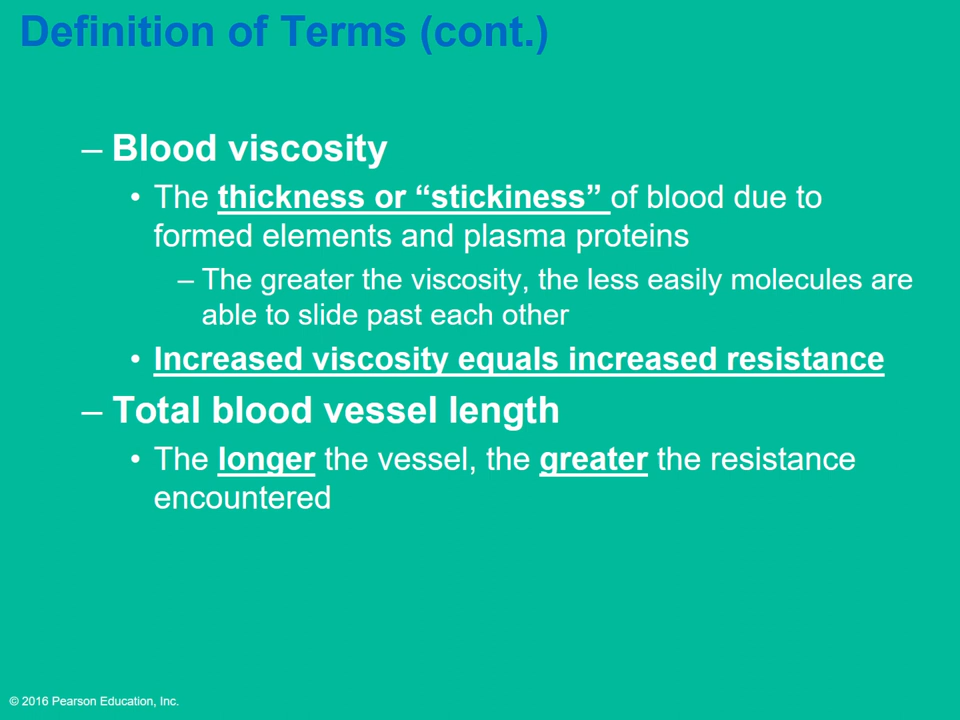 Definition of Terms (cont.)
– Blood viscosity
• The thickness or “stickiness” of blood due to
formed elements and plasma proteins
– The greater the viscosity, the less easily molecules are
able to slide past each other
• Increased viscosity equals increased resistance
– Total blood vessel length
• The longer the vessel, the greater the resistance
encountered
© 2016 Pearson Education, Inc.